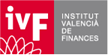 ivf
INSTITUT
VALENCIÀ
DE FINANCES